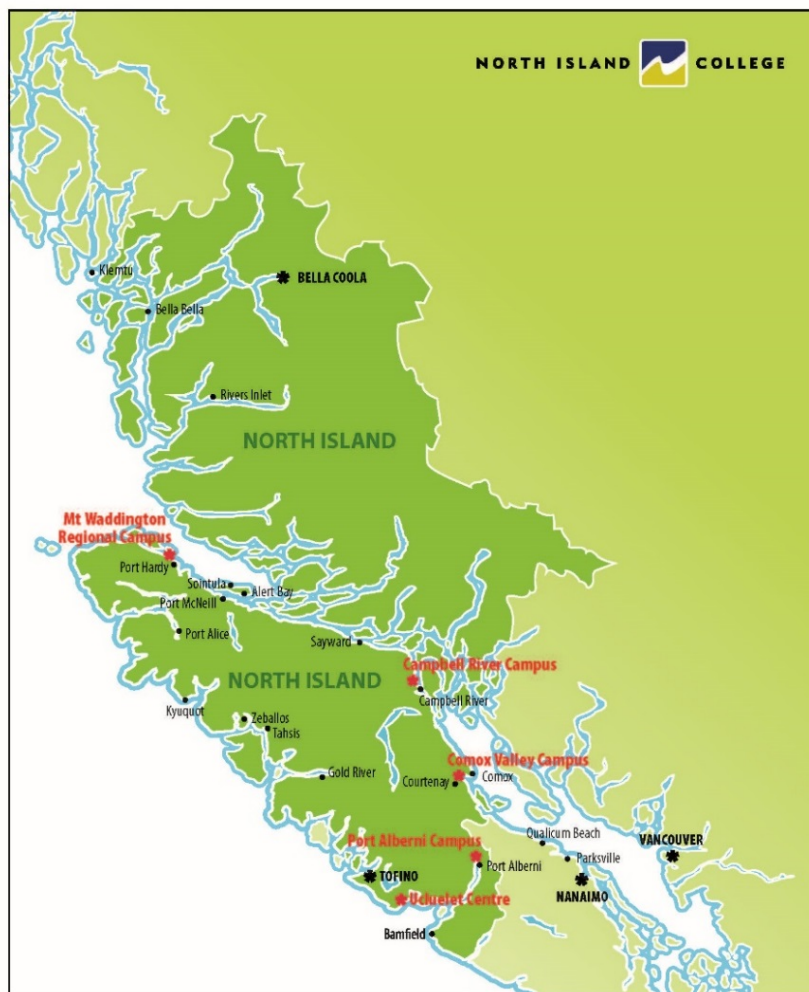 NORTH ISLAND COLLEGE
Klemtu
BELLA COOLA
Bella Bella
Rivers Inlet
NORTH ISLAND
Mt Waddington
Regional Campus
Port Hardy
Sointula
Alert Bay
Port McNeill
Port Alice
Sayward
Campbell River Campus
NORTH ISLAND
Campbell River
Kyuquot
Zeballos
Tahsis
Comox Valley Campus
Gold River
Comox
Courtenay
Qualicum Beach
VANCOUVER
Port Alberni Campus
Parksville
Port Alberni
TOFINO
NANAIMO
Ucluelet Centre
Bamfield